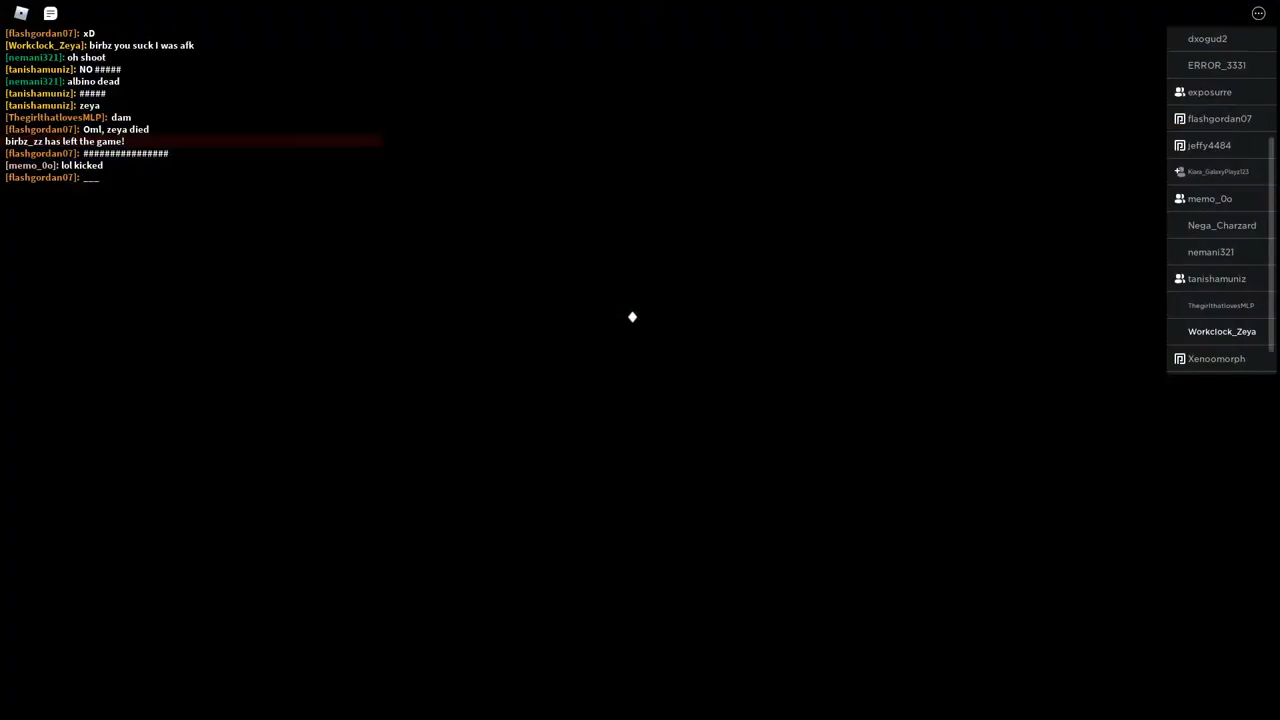 [flashgordan07]: xD
[Workclock_Zeya]: birbz you suck I was afk
[nemani321]: oh shoot
[tanishamuniz]: NO #####
[nemani321]: albino dead
[tanishamuniz]: #####
[tanishamuniz]: zeya
[ThegirlthatlovesMLP]: dam
[flashgordan07]: Oml, zeya died
birbz_zz has left the game!
[flashgordan07]: ################
[memo_0o]: lol kicked
[flashgordan07]: ___
dxogud2
ERROR_3331
exposurre
flashgordan07
jeffy4484
Kiara_GalaxyPlayz123
memo_0o
Nega_Charzard
nemani321
tanishamuniz
ThegirlthatlovesMLP
Workclock_Zeya
Xenoomorph